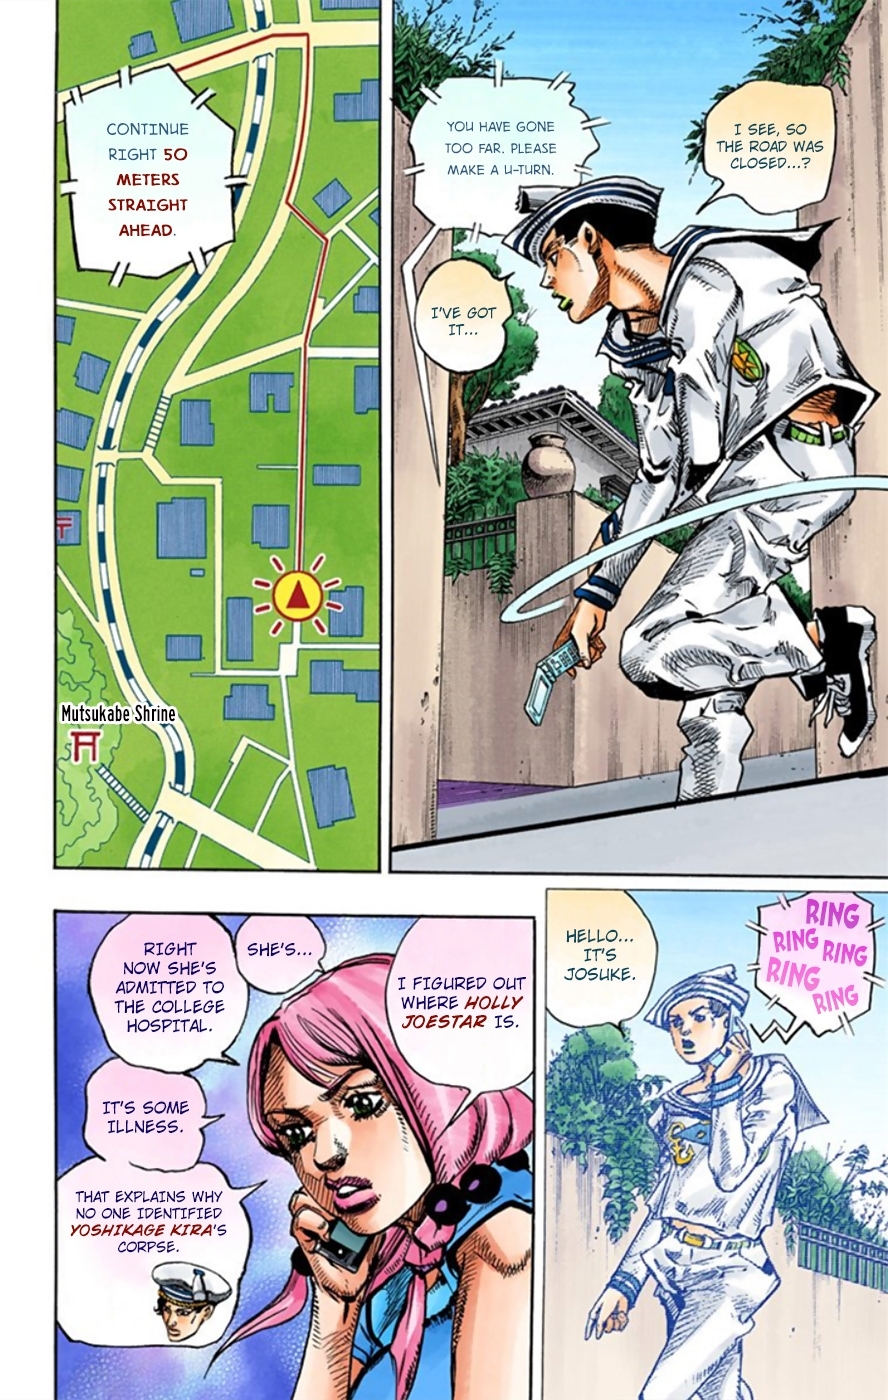 I SEE, SO
THE ROAD WAS
CLOSED...?
YOU HAVE GONE
TOO FAR. PLEASE
MAKE A U-TURN.
I'VE GOT
IT...
CONTINUE
RIGHT 50
METERS
STRAIGHT
AHEAD.
Mutsukabe Shrine
RING
RING
RING
RING
RING
HELLO...
IT'S
JOSUKE.
I FIGURED OUT
WHERE HOLLY
JOESTAR IS.
SHE'S...
RIGHT
NOW SHE'S
ADMITTED TO
THE COLLEGE
HOSPITAL.
IT'S SOME
ILLNESS.
THAT EXPLAINS WHY
NO ONE IDENTIFIED
YOSHIKAGE KIRA'S
CORPSE.